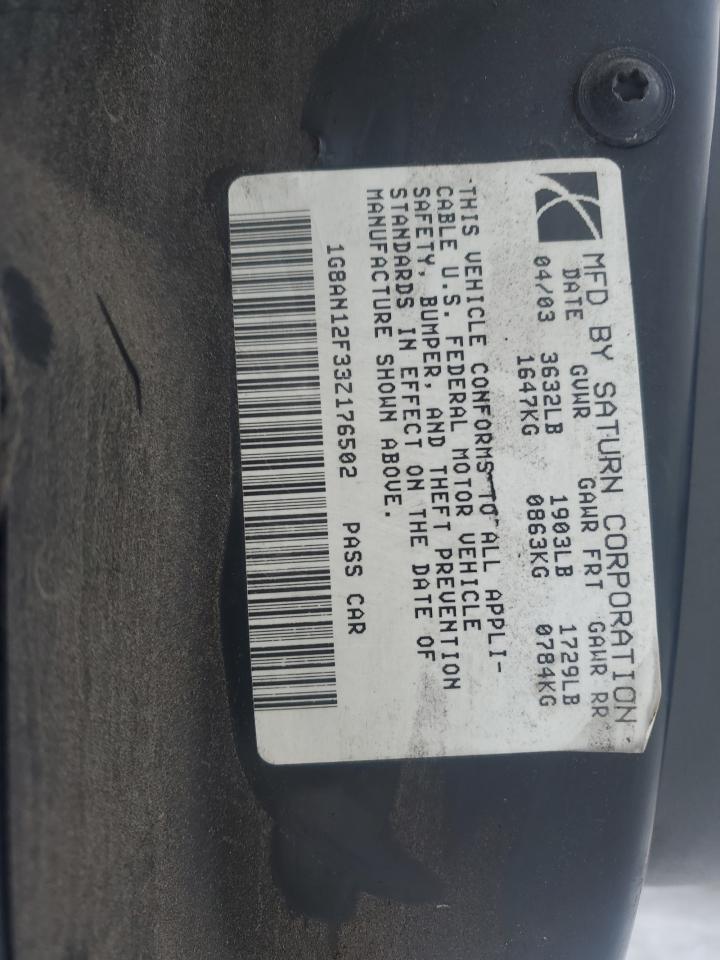 MFD BY SATURN CORPORATION
DATE GVWR GAWR FRT GAWR RR
04/03 3632LB 1903LB 1729LB
1647KG 0863KG 0784KG
THIS VEHICLE CONFORMS TO ALL APPLI-
CABLE U.S. FEDERAL MOTOR VEHICLE
SAFETY, BUMPER, AND THEFT PREVENTION
STANDARDS IN EFFECT ON THE DATE OF
MANUFACTURE SHOWN ABOVE.
1G8AN12F33Z176502 PASS CAR